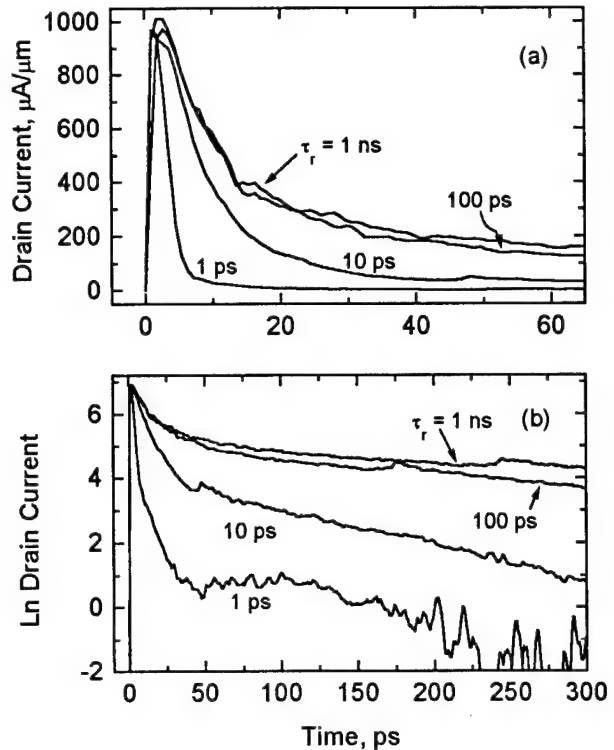 Drain Current, μA/μm
1000
800
600
400
200
0
(a)
τr = 1 ns
100 ps
10 ps
1 ps
0
20
40
60
Ln Drain Current
6
4
2
0
-2
(b)
τr = 1 ns
100 ps
10 ps
1 ps
0
50
100
150
200
250
300
Time, ps